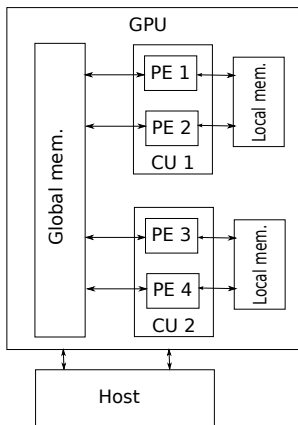 GPU
Global mem.
PE 1
PE 2
CU 1
Local mem.
PE 3
PE 4
CU 2
Local mem.
Host